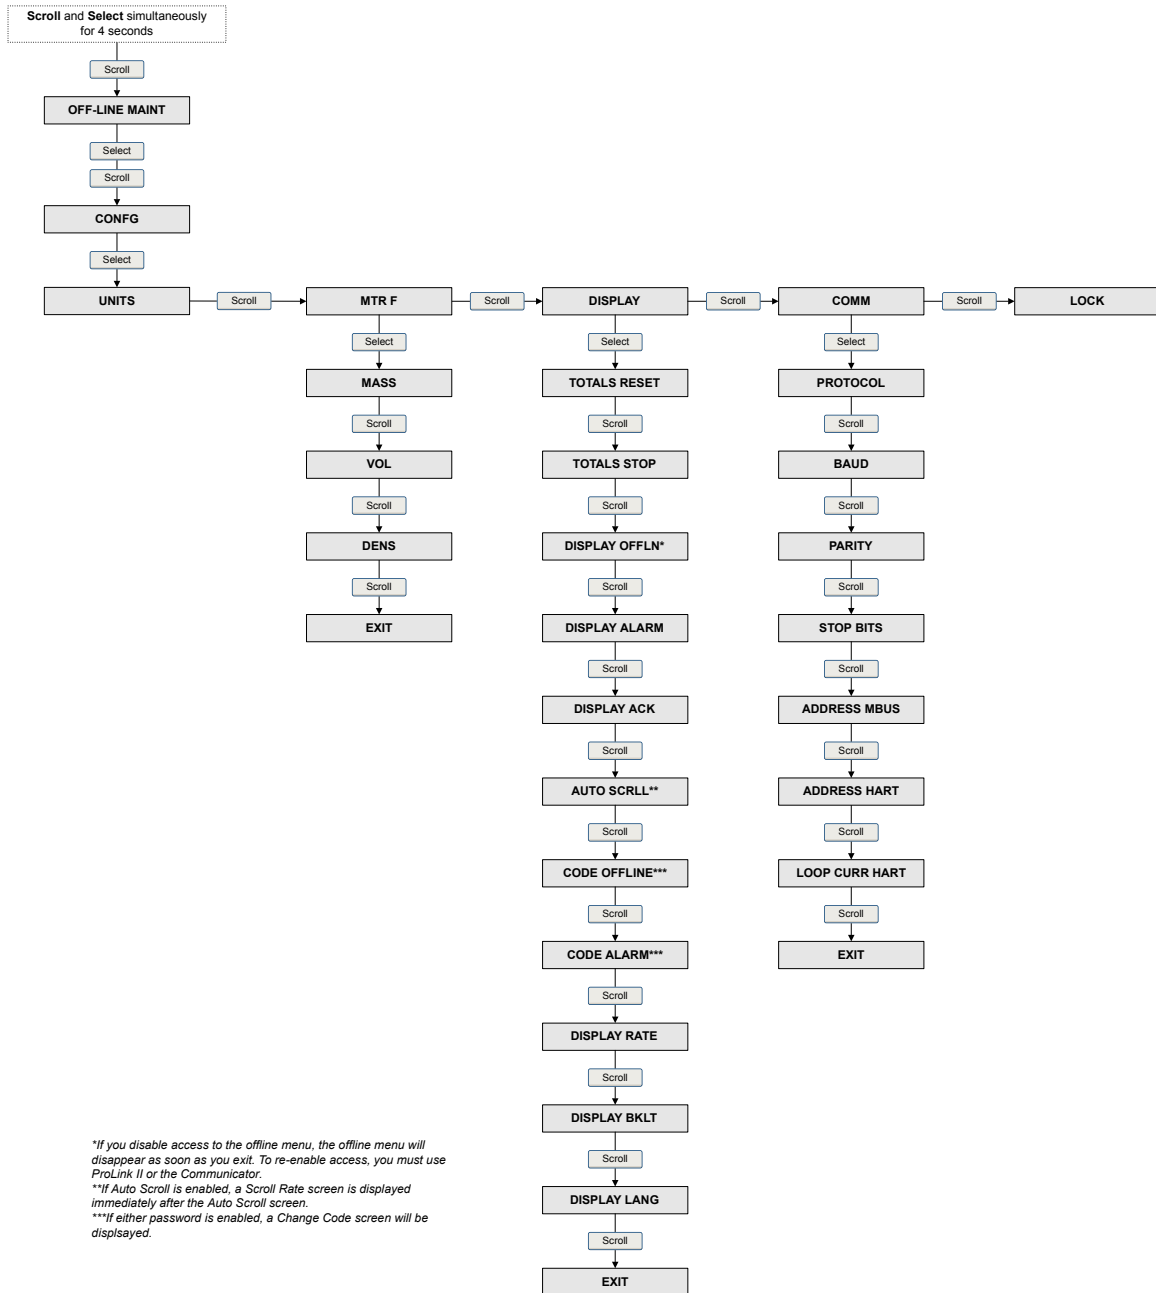 Scroll and Select simultaneously
for 4 seconds
Scroll
OFF-LINE MAINT
Select
Scroll
CONFG
Select
UNITS
Scroll
MTR F
Scroll
DISPLAY
Scroll
COMM
Scroll
LOCK
Select
MASS
Scroll
VOL
Scroll
DENS
Scroll
EXIT
Select
TOTALS RESET
Scroll
TOTALS STOP
Scroll
DISPLAY OFFLN*
Scroll
DISPLAY ALARM
Scroll
DISPLAY ACK
Scroll
AUTO SCRLL**
Scroll
CODE OFFLINE***
Scroll
CODE ALARM***
Scroll
DISPLAY RATE
Scroll
DISPLAY BKLT
Scroll
DISPLAY LANG
Scroll
EXIT
Select
PROTOCOL
Scroll
BAUD
Scroll
PARITY
Scroll
STOP BITS
Scroll
ADDRESS MBUS
Scroll
ADDRESS HART
Scroll
LOOP CURR HART
Scroll
EXIT
*If you disable access to the offline menu, the offline menu will
disappear as soon as you exit. To re-enable access, you must use
ProLink II or the Communicator.
**If Auto Scroll is enabled, a Scroll Rate screen is displayed
immediately after the Auto Scroll screen.
***If either password is enabled, a Change Code screen will be
displsayed.